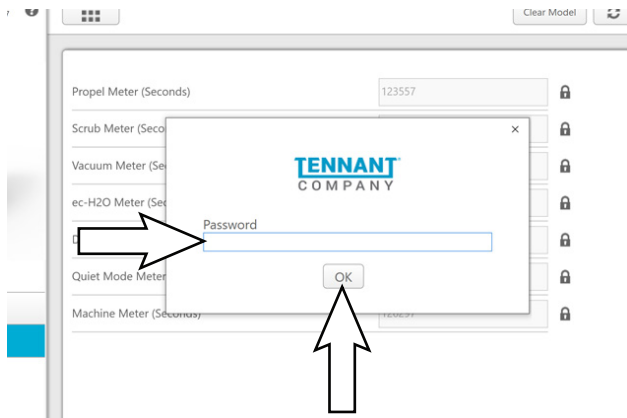 Clear Model
Propel Meter (Seconds)
123557
Scrub Meter (Seco
×
Vacuum Meter (Se
TENNANT
COMPANY
ec-H2O Meter (Sec
Password
Quiet Mode Meter
OK
Machine Meter (Seconds)